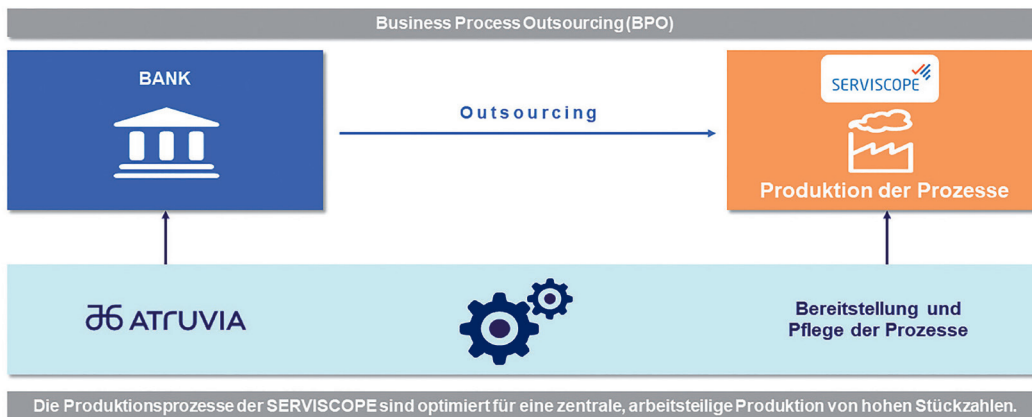 Business Process Outsourcing (BPO)
BANK
Outsourcing
SERVISCOPE
Produktion der Prozesse
ATRUVIA
Bereitstellung und
Pflege der Prozesse
Die Produktionsprozesse der SERVISCOPE sind optimiert für eine zentrale, arbeitsteilige Produktion von hohen Stückzahlen.